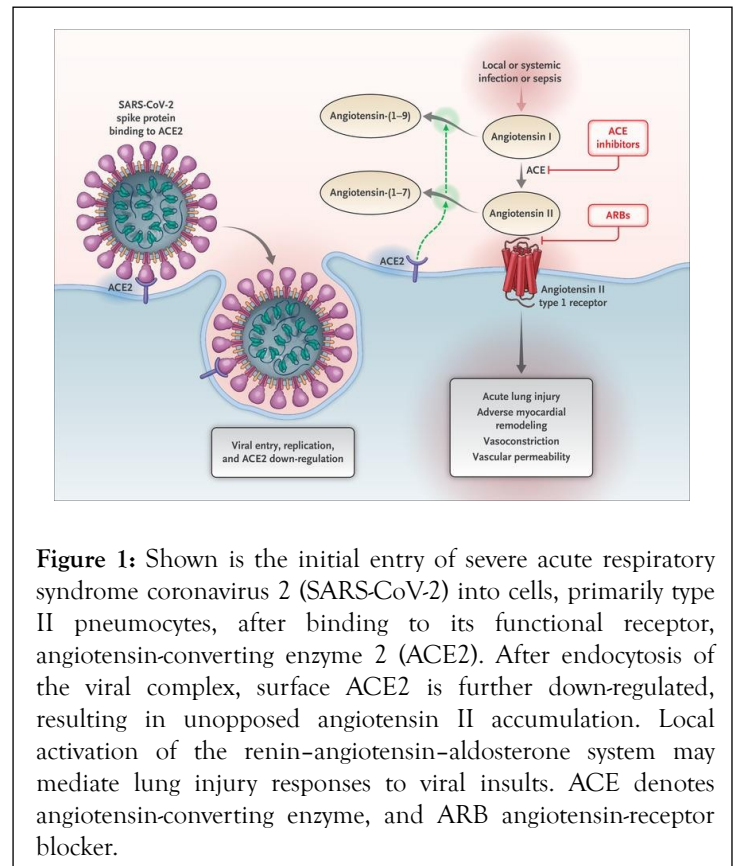 Local or systemic
infection or sepsis
SARS-CoV-2
spike protein
binding to ACE2
Angiotensin-(1–9)
Angiotensin I
ACE
inhibitors
ACE
Angiotensin-(1–7)
Angiotensin II
ARBs
ACE2
ACE2
Angiotensin II
type 1 receptor
Acute lung injury
Adverse myocardial
remodeling
Vasoconstriction
Vascular permeability
Viral entry, replication,
and ACE2 down-regulation
Figure 1: Shown is the initial entry of severe acute respiratory
syndrome coronavirus 2 (SARS-CoV-2) into cells, primarily type
II pneumocytes, after binding to its functional receptor,
angiotensin-converting enzyme 2 (ACE2). After endocytosis of
the viral complex, surface ACE2 is further down-regulated,
resulting in unopposed angiotensin II accumulation. Local
activation of the renin–angiotensin–aldosterone system may
mediate lung injury responses to viral insults. ACE denotes
angiotensin-converting enzyme, and ARB angiotensin-receptor
blocker.